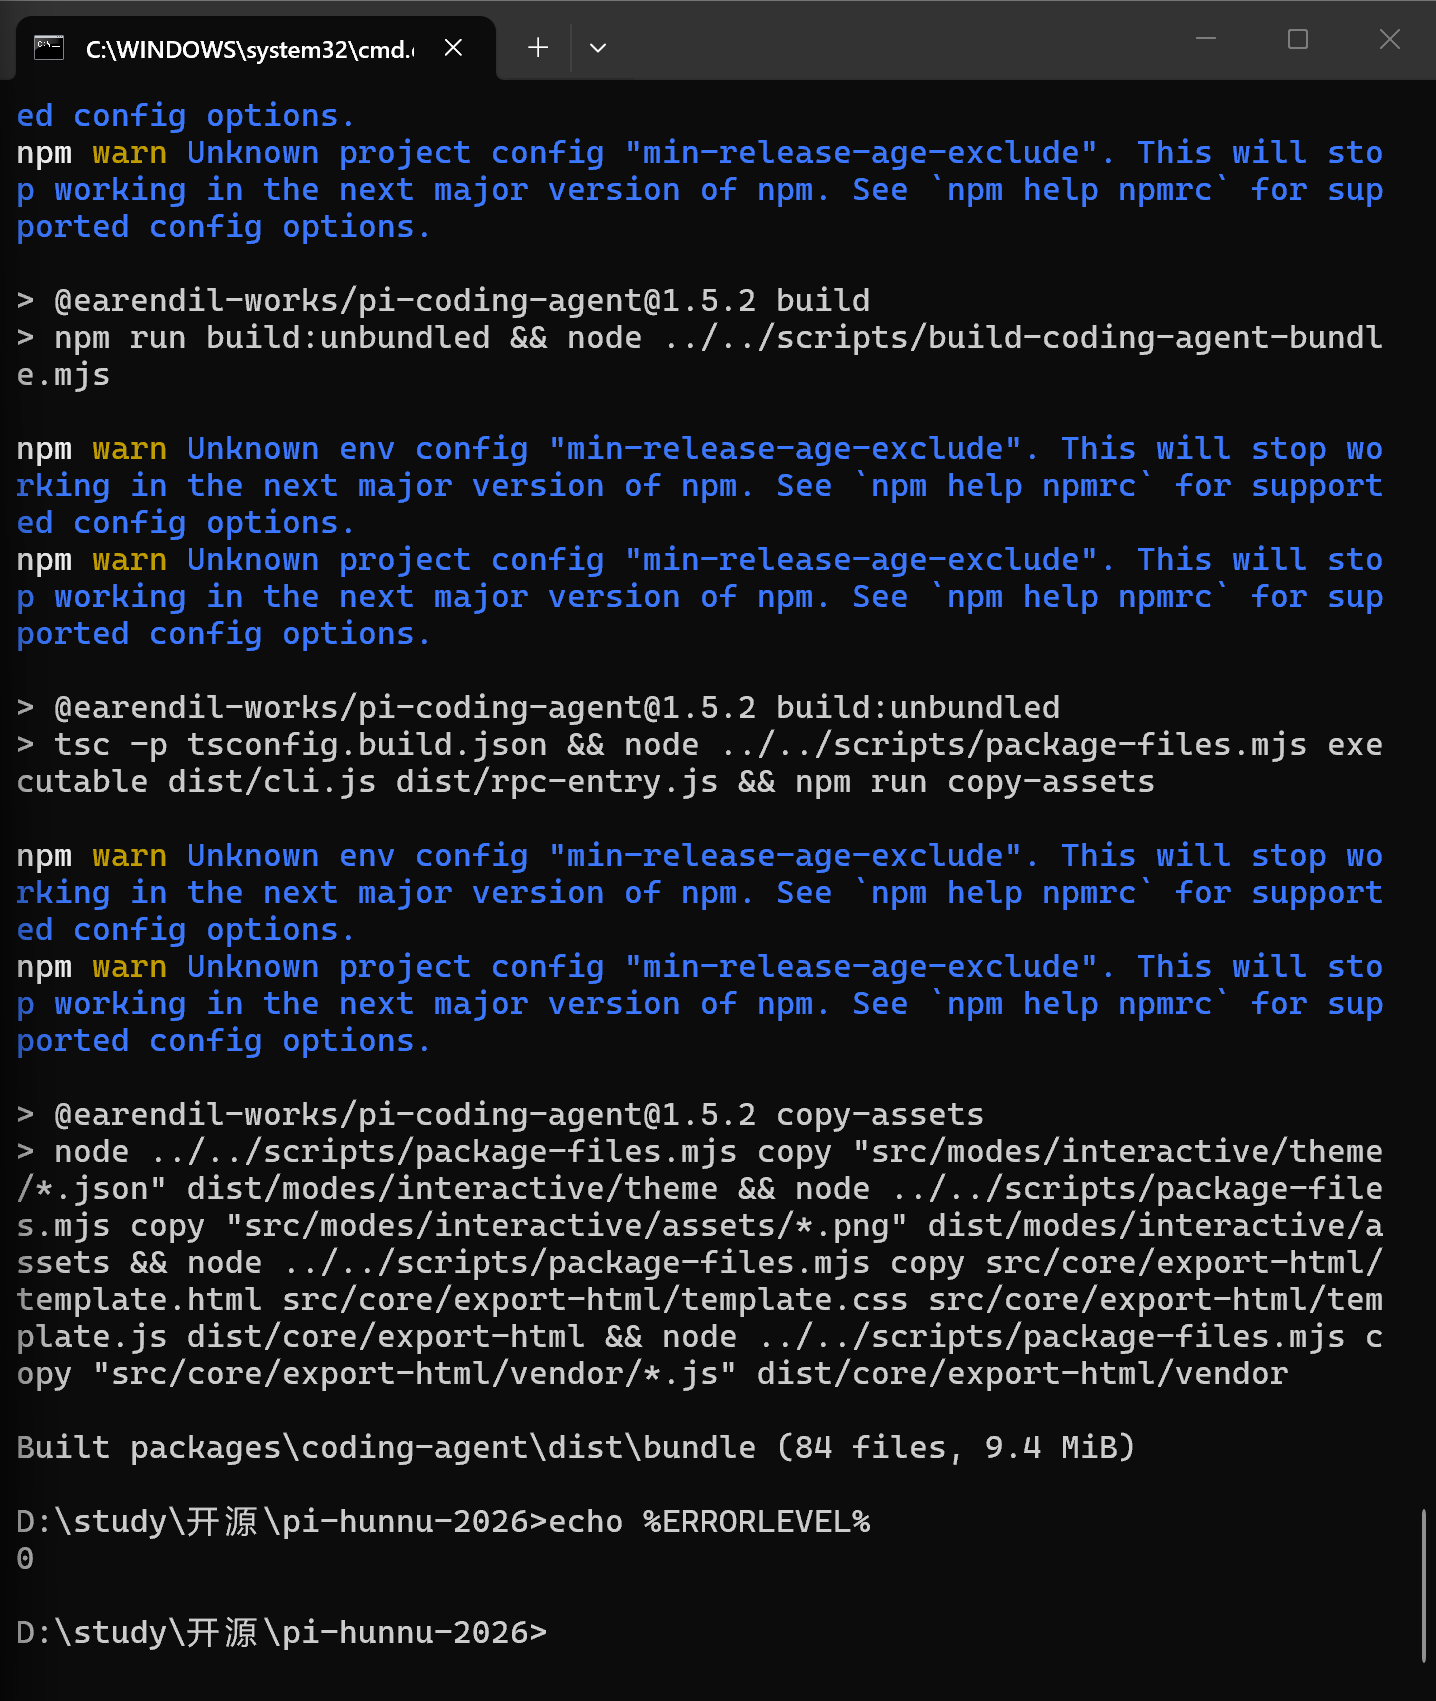 C:\WINDOWS\system32\cmd.
ed config options.
npm warn Unknown project config "min-release-age-exclude". This will sto
p working in the next major version of npm. See `npm help npmrc` for sup
ported config options.

> @earendil-works/pi-coding-agent@1.5.2 build
> npm run build:unbundled && node ../../scripts/build-coding-agent-bundl
e.mjs

npm warn Unknown env config "min-release-age-exclude". This will stop wo
rking in the next major version of npm. See `npm help npmrc` for support
ed config options.
npm warn Unknown project config "min-release-age-exclude". This will sto
p working in the next major version of npm. See `npm help npmrc` for sup
ported config options.

> @earendil-works/pi-coding-agent@1.5.2 build:unbundled
> tsc -p tsconfig.build.json && node ../../scripts/package-files.mjs exe
cutable dist/cli.js dist/rpc-entry.js && npm run copy-assets

npm warn Unknown env config "min-release-age-exclude". This will stop wo
rking in the next major version of npm. See `npm help npmrc` for support
ed config options.
npm warn Unknown project config "min-release-age-exclude". This will sto
p working in the next major version of npm. See `npm help npmrc` for sup
ported config options.

> @earendil-works/pi-coding-agent@1.5.2 copy-assets
> node ../../scripts/package-files.mjs copy "src/modes/interactive/theme
/*.json" dist/modes/interactive/theme && node ../../scripts/package-file
s.mjs copy "src/modes/interactive/assets/*.png" dist/modes/interactive/a
ssets && node ../../scripts/package-files.mjs copy src/core/export-html/
template.html src/core/export-html/template.css src/core/export-html/tem
plate.js dist/core/export-html && node ../../scripts/package-files.mjs c
opy "src/core/export-html/vendor/*.js" dist/core/export-html/vendor

Built packages\coding-agent\dist\bundle (84 files, 9.4 MiB)

D:\study\开源\pi-hunnu-2026>echo %ERRORLEVEL%
0

D:\study\开源\pi-hunnu-2026>